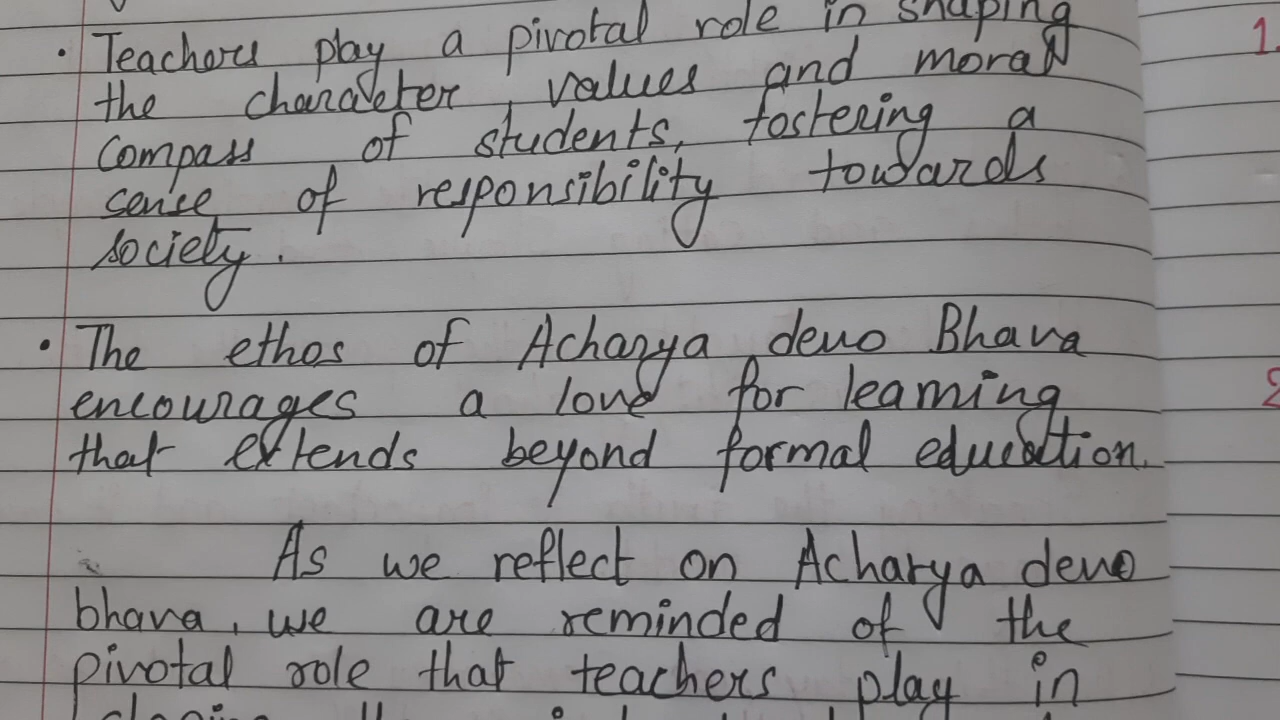 • Teachers play a pivotal role in shaping
the character, values and moral
compass of students, fostering a
sense of responsibility towards
society.
• The ethos of Acharya devo Bhava
encourages a love for learning
that extends beyond formal education.
As we reflect on Acharya devo
bhava, we are reminded of the
pivotal role that teachers play in
1.
2